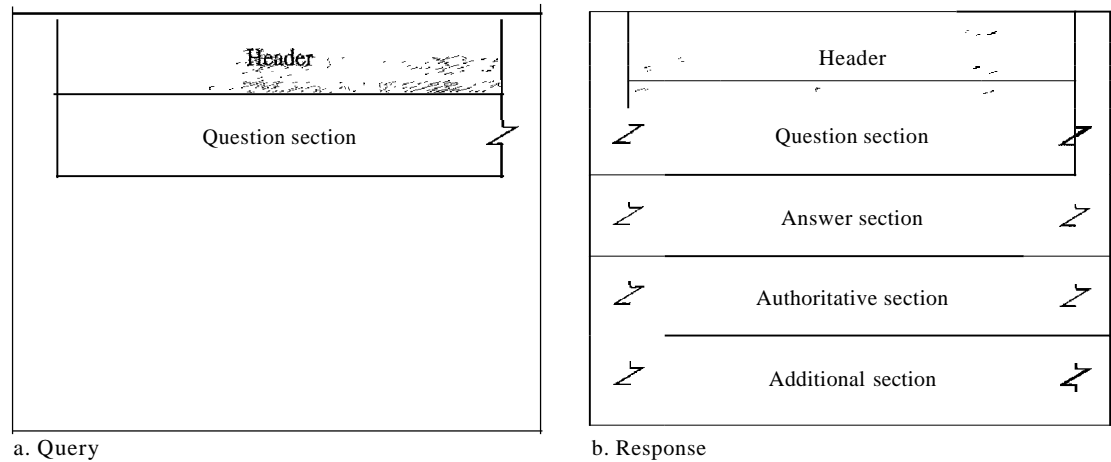 Header
Question section
a. Query
Header
Question section
Answer section
Authoritative section
Additional section
b. Response